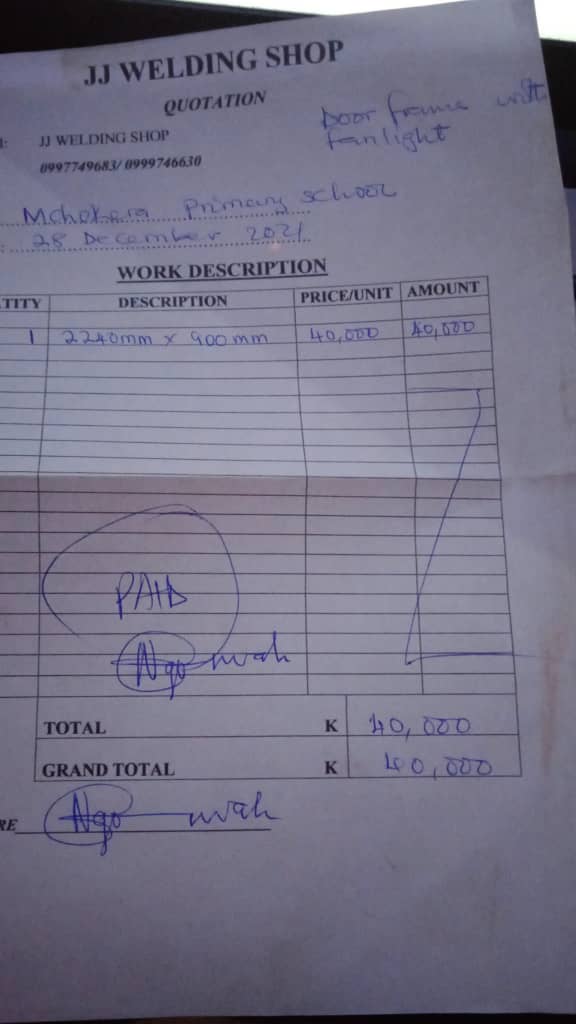 JJ WELDING SHOP
QUOTATION
Door frame with
fanlight
: JJ WELDING SHOP
0997749683/ 0999746630
Primary school
28 December 2021
WORK DESCRIPTION
TITY DESCRIPTION PRICE/UNIT AMOUNT
1 2240mm x 900mm 40,000 40,000
PAID
TOTAL K 40,000
GRAND TOTAL K 40,000
RE